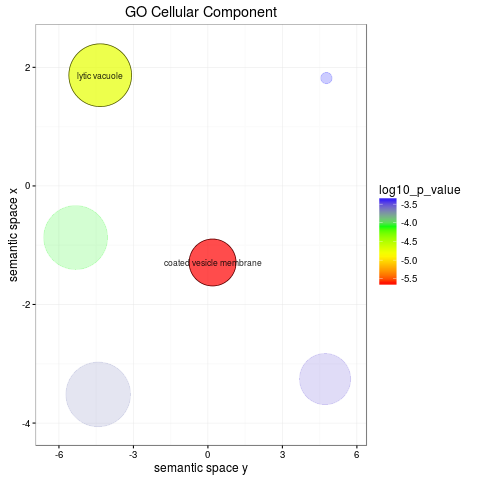 GO Cellular Component
2
0
-2
-4
semantic space x
lytic vacuole
coated vesicle membrane
-6
-3
0
3
6
semantic space y
log10_p_value
-3.5
-4.0
-4.5
-5.0
-5.5